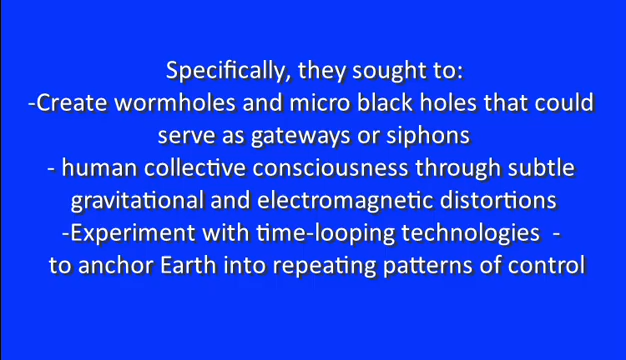 Specifically, they sought to:
-Create wormholes and micro black holes that could
serve as gateways or siphons
- human collective consciousness through subtle
gravitational and electromagnetic distortions
-Experiment with time-looping technologies  -
to anchor Earth into repeating patterns of control